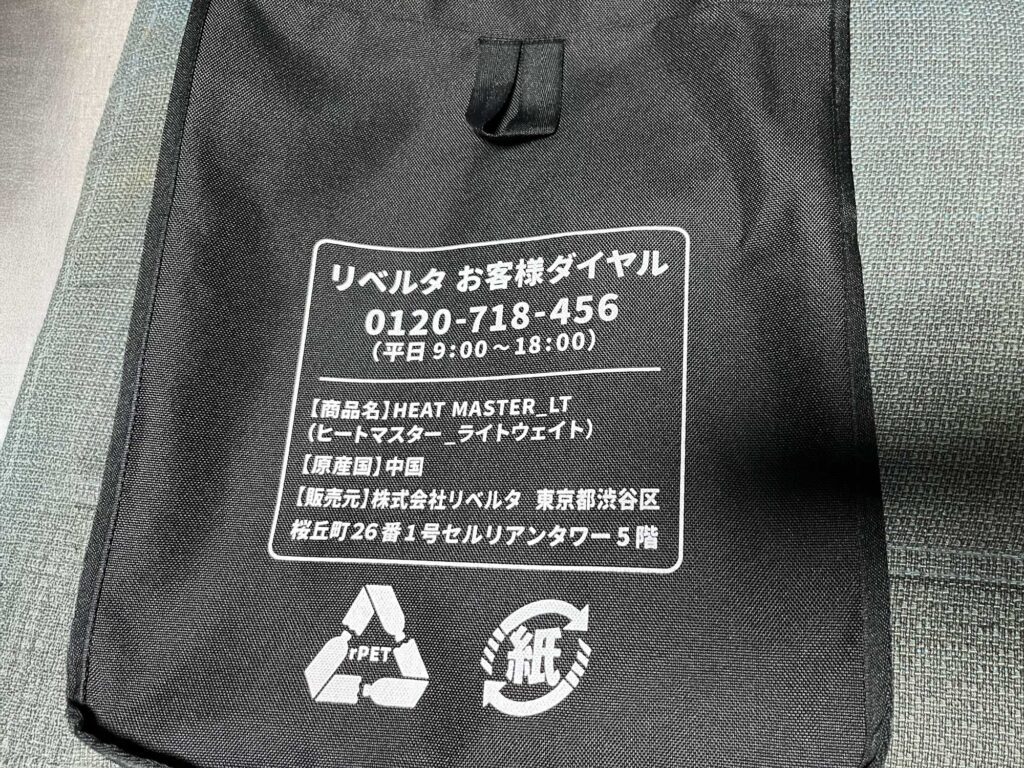 リベルタ お客様ダイヤル
0120-718-456
（平日 9:00～18:00）
【商品名】HEAT MASTER_LT
（ヒートマスター_ライトウェイト）
【原産国】中国
【販売元】株式会社リベルタ 東京都渋谷区
桜丘町26番1号セルリアンタワー5階
rPET
紙